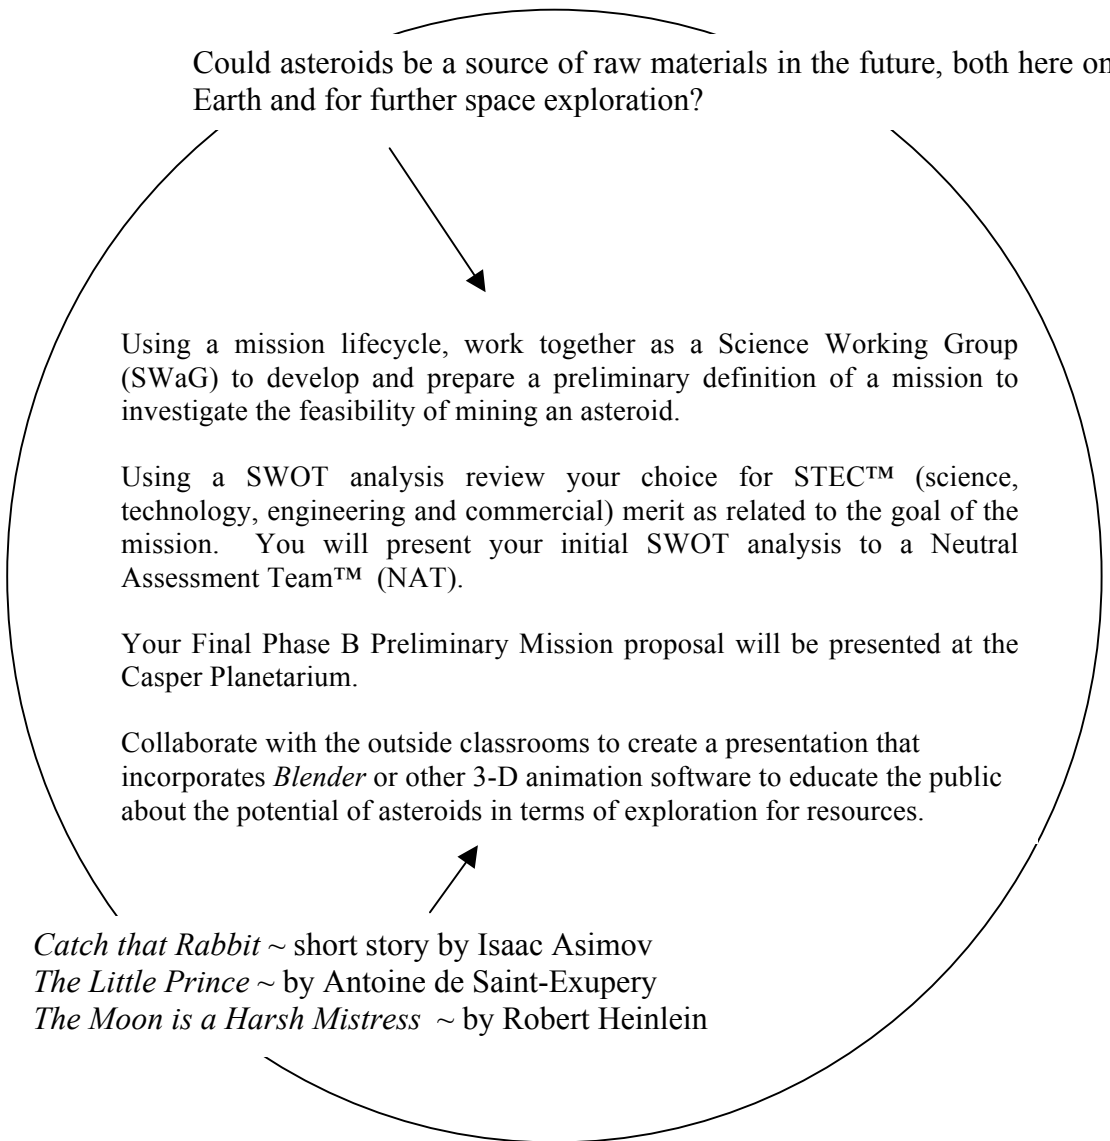 Could asteroids be a source of raw materials in the future, both here on
Earth and for further space exploration?
Using a mission lifecycle, work together as a Science Working Group
(SWaG) to develop and prepare a preliminary definition of a mission to
investigate the feasibility of mining an asteroid.
Using a SWOT analysis review your choice for STEC™ (science,
technology, engineering and commercial) merit as related to the goal of the
mission. You will present your initial SWOT analysis to a Neutral
Assessment Team™ (NAT).
Your Final Phase B Preliminary Mission proposal will be presented at the
Casper Planetarium.
Collaborate with the outside classrooms to create a presentation that
incorporates Blender or other 3-D animation software to educate the public
about the potential of asteroids in terms of exploration for resources.
Catch that Rabbit ~ short story by Isaac Asimov
The Little Prince ~ by Antoine de Saint-Exupery
The Moon is a Harsh Mistress ~ by Robert Heinlein